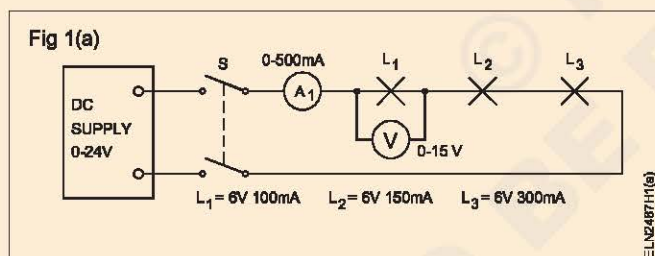 Fig 1(a)
S
0-500mA
L1
L2
L3
DC
SUPPLY
0-24V
A1
V
0-15 V
L1= 6V 100mA
L2= 6V 150mA
L3= 6V 300mA
ELN2487H1(a)